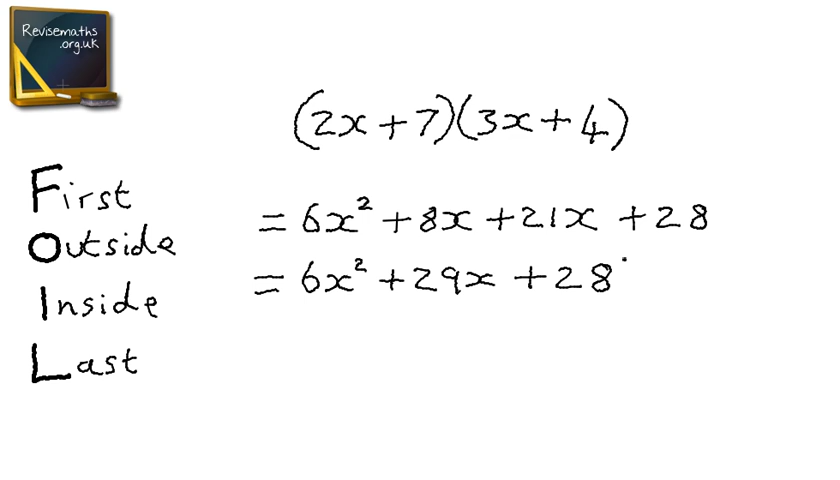 Revisemaths
.org.uk
(2x + 7)(3x + 4)
First
= 6x² + 8x + 21x + 28
Outside
= 6x² + 29x + 28
Inside
Last